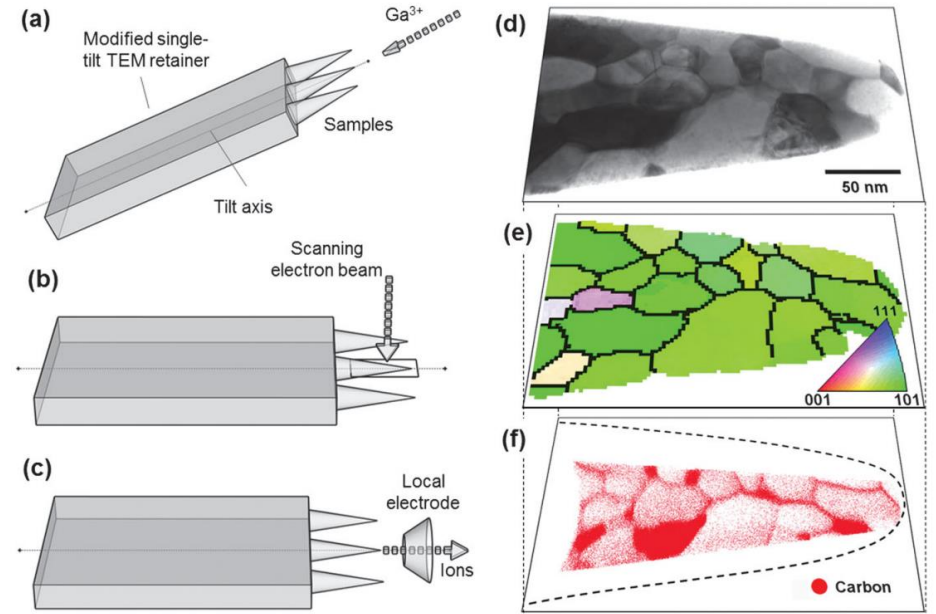 (a)
Ga3+
Modified single-
tilt TEM retainer
Samples
Tilt axis
(b)
Scanning
electron beam
(c)
Local
electrode
Ions
(d)
50 nm
(e)
111
001
101
(f)
Carbon